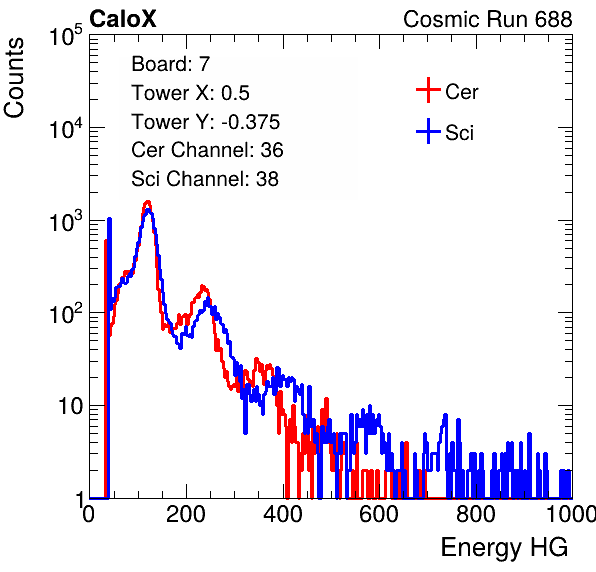 CaloX Cosmic Run 688
Counts
Board: 7
Tower X: 0.5
Tower Y: -0.375
Cer Channel: 36
Sci Channel: 38
Cer
Sci
10^5
10^4
10^3
10^2
10
1
0 200 400 600 800 1000
Energy HG